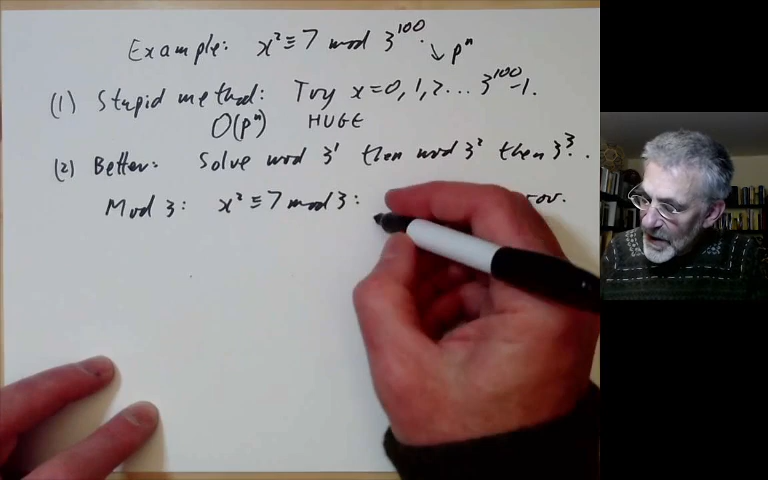 Example: x² ≡ 7 mod 3¹⁰⁰.
↘ pⁿ
(1) Stupid method: Try x = 0, 1, 2 ... 3¹⁰⁰-1.
O(pⁿ) HUGE
(2) Better: Solve mod 3¹ then mod 3² then 3³...
Mod 3: x² ≡ 7 mod 3: